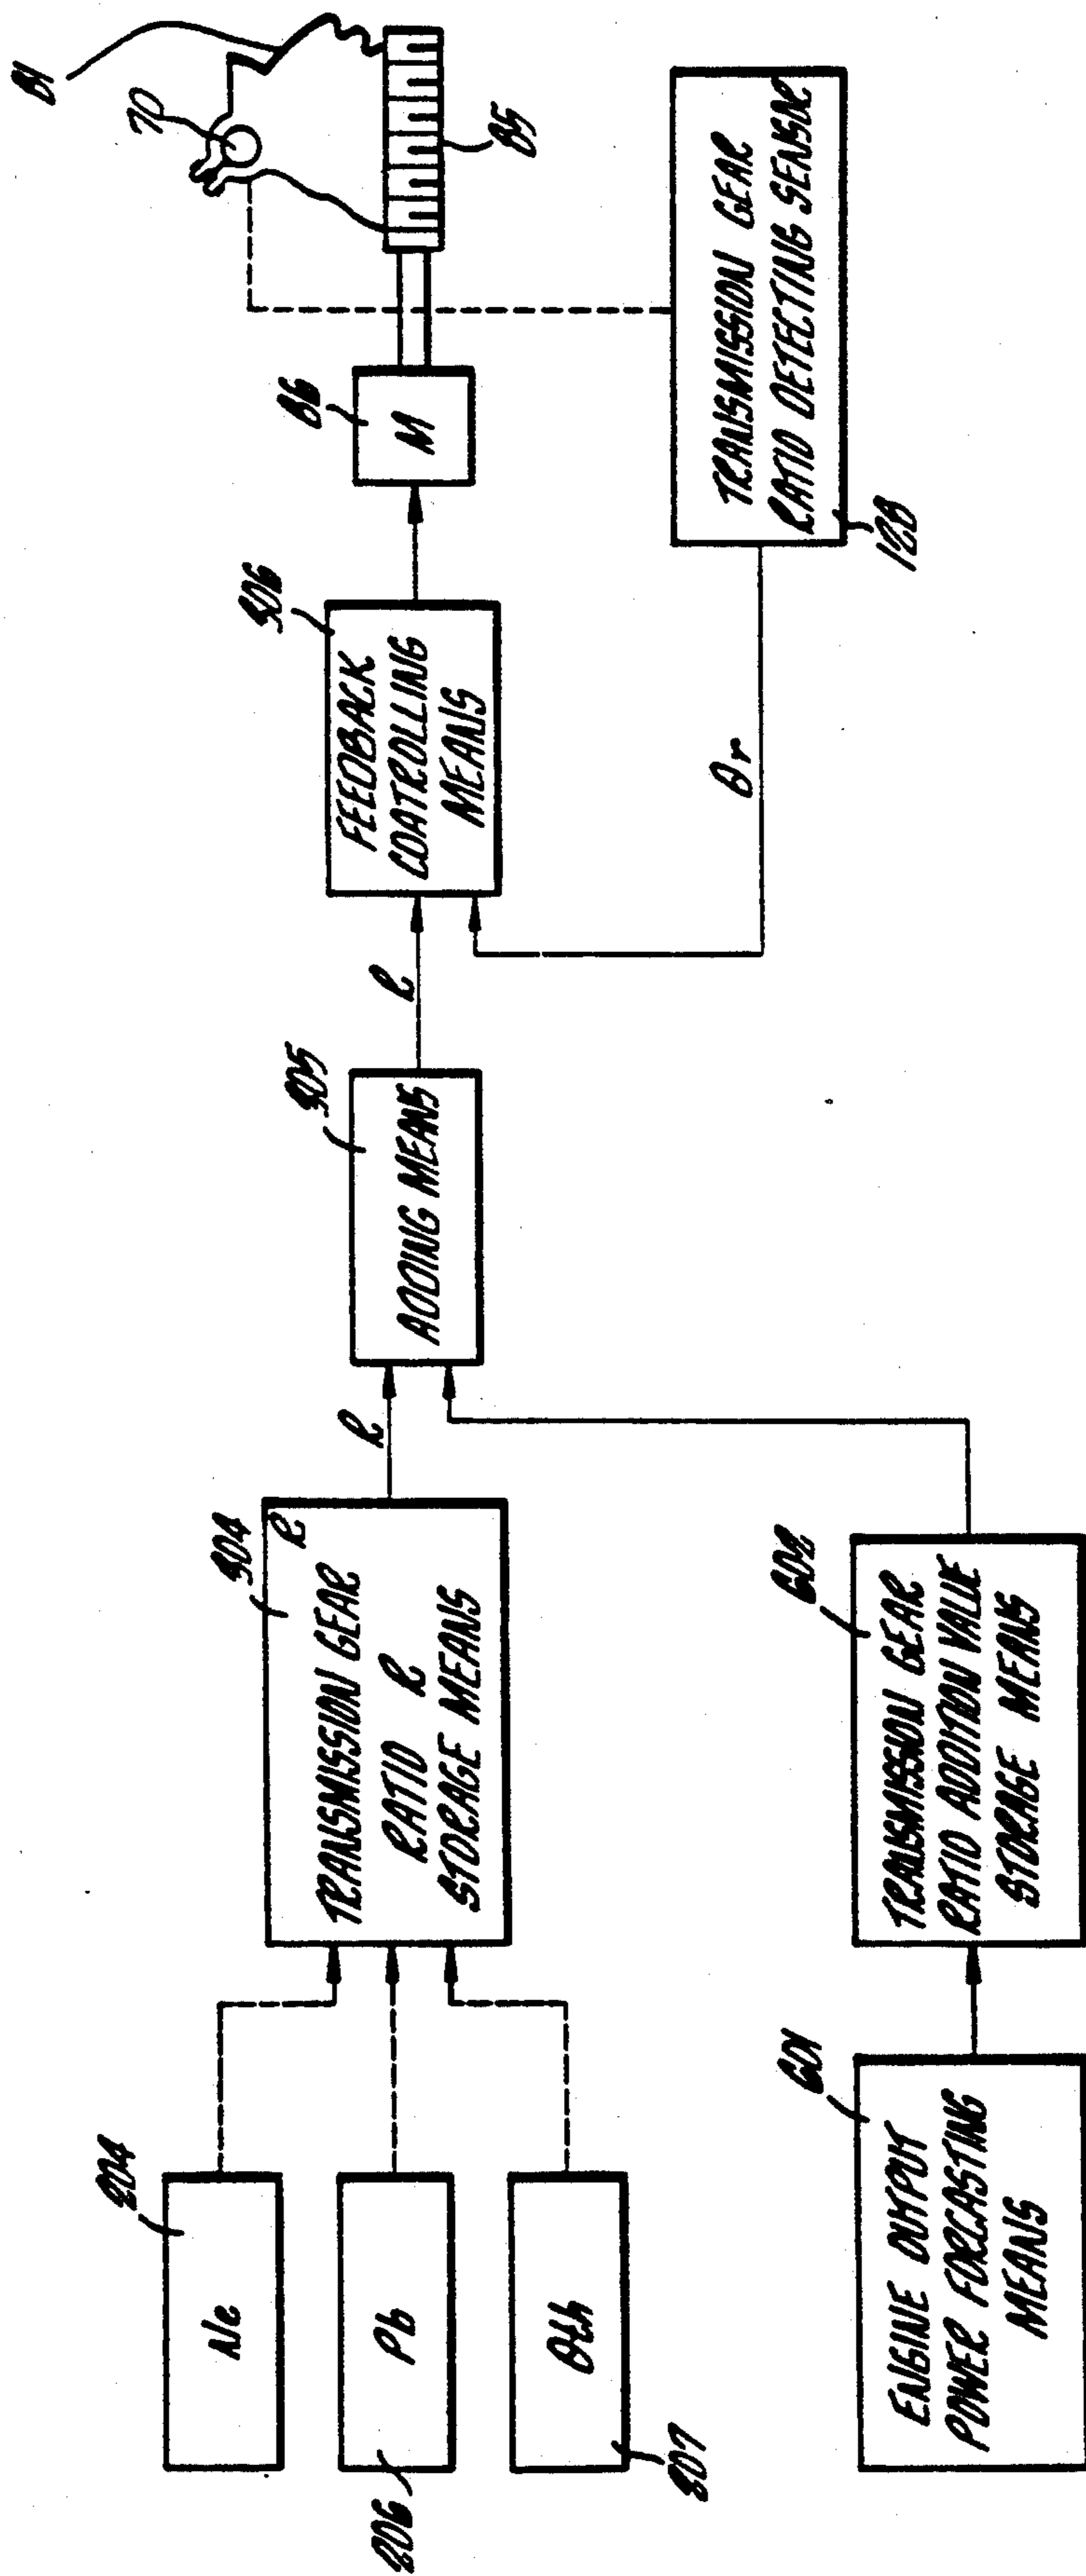 204
Ne
206
Pb
θth
207
304
R
TRANSMISSION GEAR
RATIO R
STORAGE MEANS
R
601
ENGINE OUTPUT
POWER FORCASTING
MEANS
602
TRANSMISSION GEAR
RATIO ADDITION VALUE
STORAGE MEANS
305
ADDING MEANS
R
306
FEEDBACK
COATROLLING
MEANS
θr
86
M
81
70
85
TRANSMISSION GEAR
RATIO DETECTING SENSOR
128